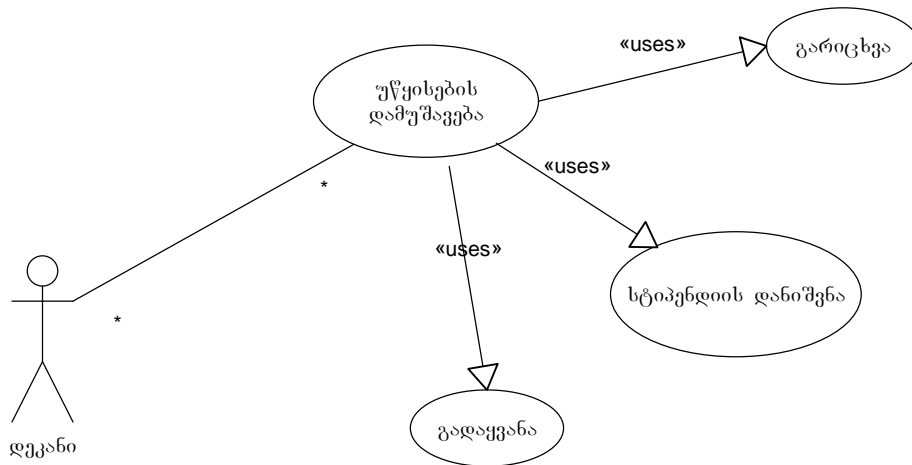 «uses»
გარიცხვა
უწყისების
დამუშავება
«uses»
*
«uses»
სტიპენდიის დანიშვნა
*
გადაყვანა
დეკანი